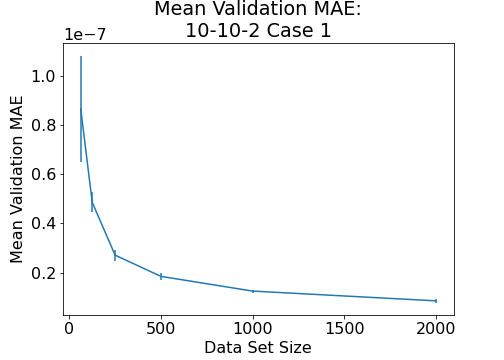 Mean Validation MAE:
10-10-2 Case 1
1e−7
1.0
0.8
0.6
0.4
0.2
Mean Validation MAE
0 500 1000 1500 2000
Data Set Size